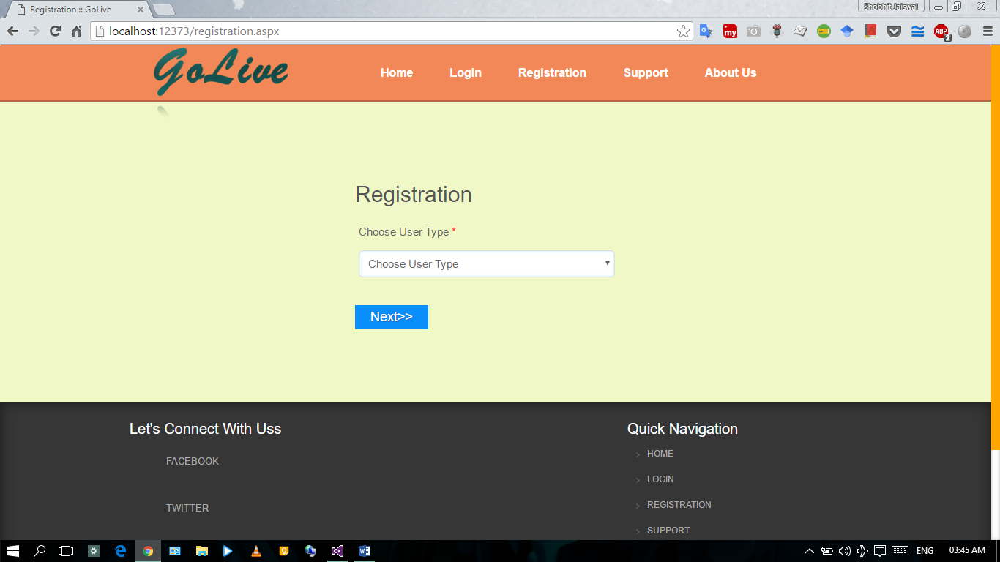 Registration :: GoLive
Shobhit Jaiswal
localhost:12373/registration.aspx
my
ABP
2
GoLive
Home Login Registration Support About Us
Registration
Choose User Type *
Choose User Type
Next>>
Let's Connect With Uss
FACEBOOK
TWITTER
Quick Navigation
HOME
LOGIN
REGISTRATION
SUPPORT
ENG 03:45 AM